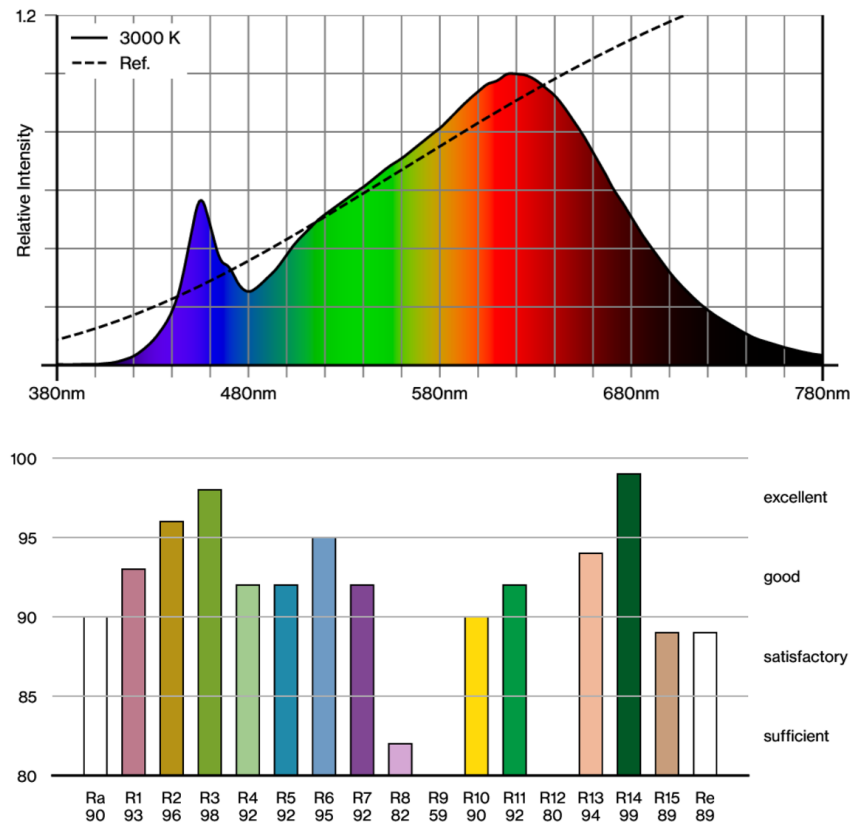 1.2
3000 K
Ref.
Relative Intensity
380nm 480nm 580nm 680nm 780nm
100
excellent
95
good
90
satisfactory
85
sufficient
80
Ra R1 R2 R3 R4 R5 R6 R7 R8 R9 R10 R11 R12 R13 R14 R15 Re
90 93 96 98 92 92 95 92 82 59 90 92 80 94 99 89 89